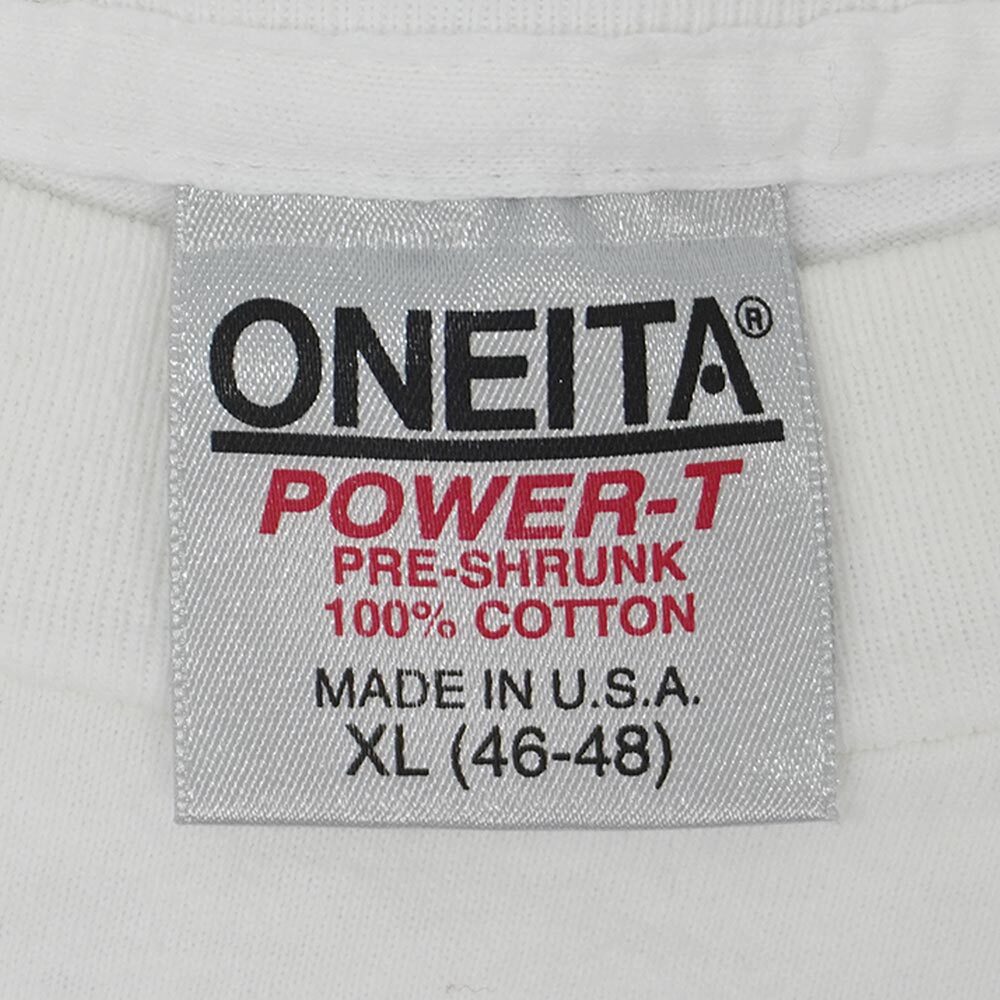 ONEITA®
POWER-T
PRE-SHRUNK
100% COTTON
MADE IN U.S.A.
XL (46-48)